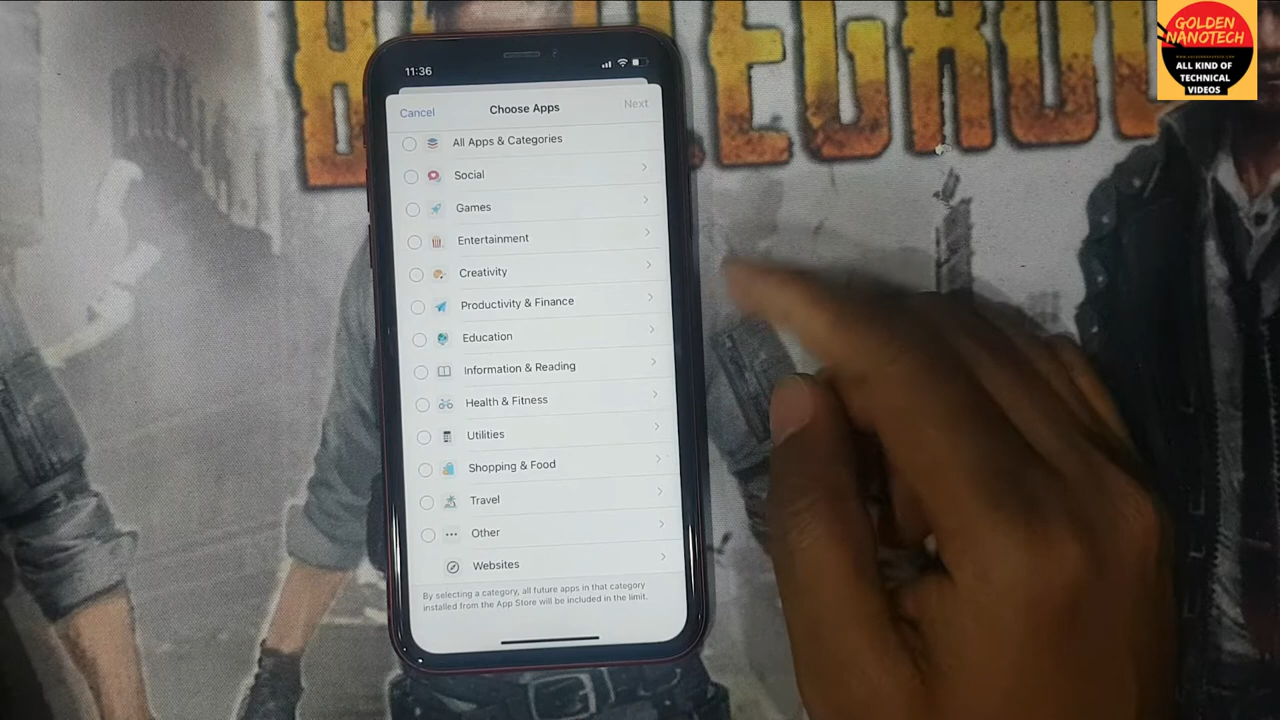 BATTLEGROU
GOLDEN
NANOTECH
ALL KIND OF
TECHNICAL
VIDEOS
11:36
Cancel
Choose Apps
Next
All Apps & Categories
Social
Games
Entertainment
Creativity
Productivity & Finance
Education
Information & Reading
Health & Fitness
Utilities
Shopping & Food
Travel
Other
Websites
By selecting a category, all future apps in that category
installed from the App Store will be included in the limit.